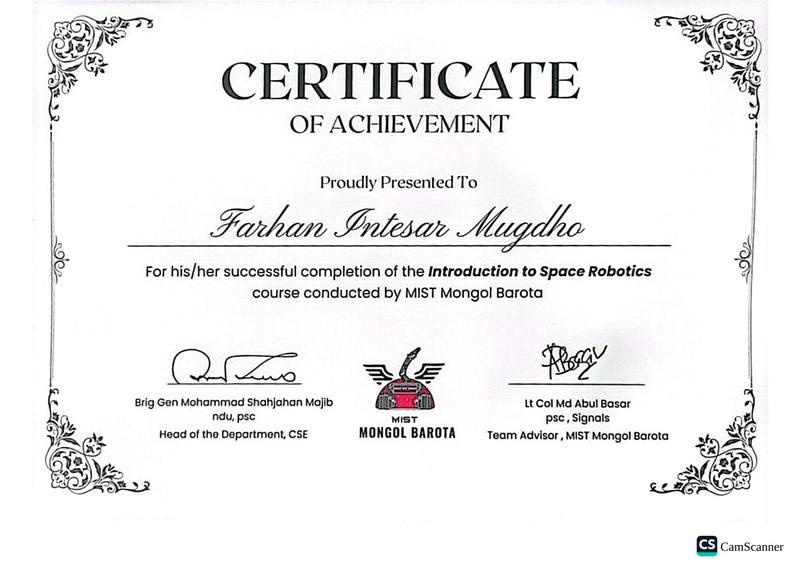 CERTIFICATE
OF ACHIEVEMENT
Proudly Presented To
Farhan Intesar Mugdho
For his/her successful completion of the Introduction to Space Robotics
course conducted by MIST Mongol Barota
Brig Gen Mohammad Shahjahan Majib
ndu, psc
Head of the Department, CSE
MIST
MONGOL BAROTA
Lt Col Md Abul Basar
psc , Signals
Team Advisor , MIST Mongol Barota
CS CamScanner